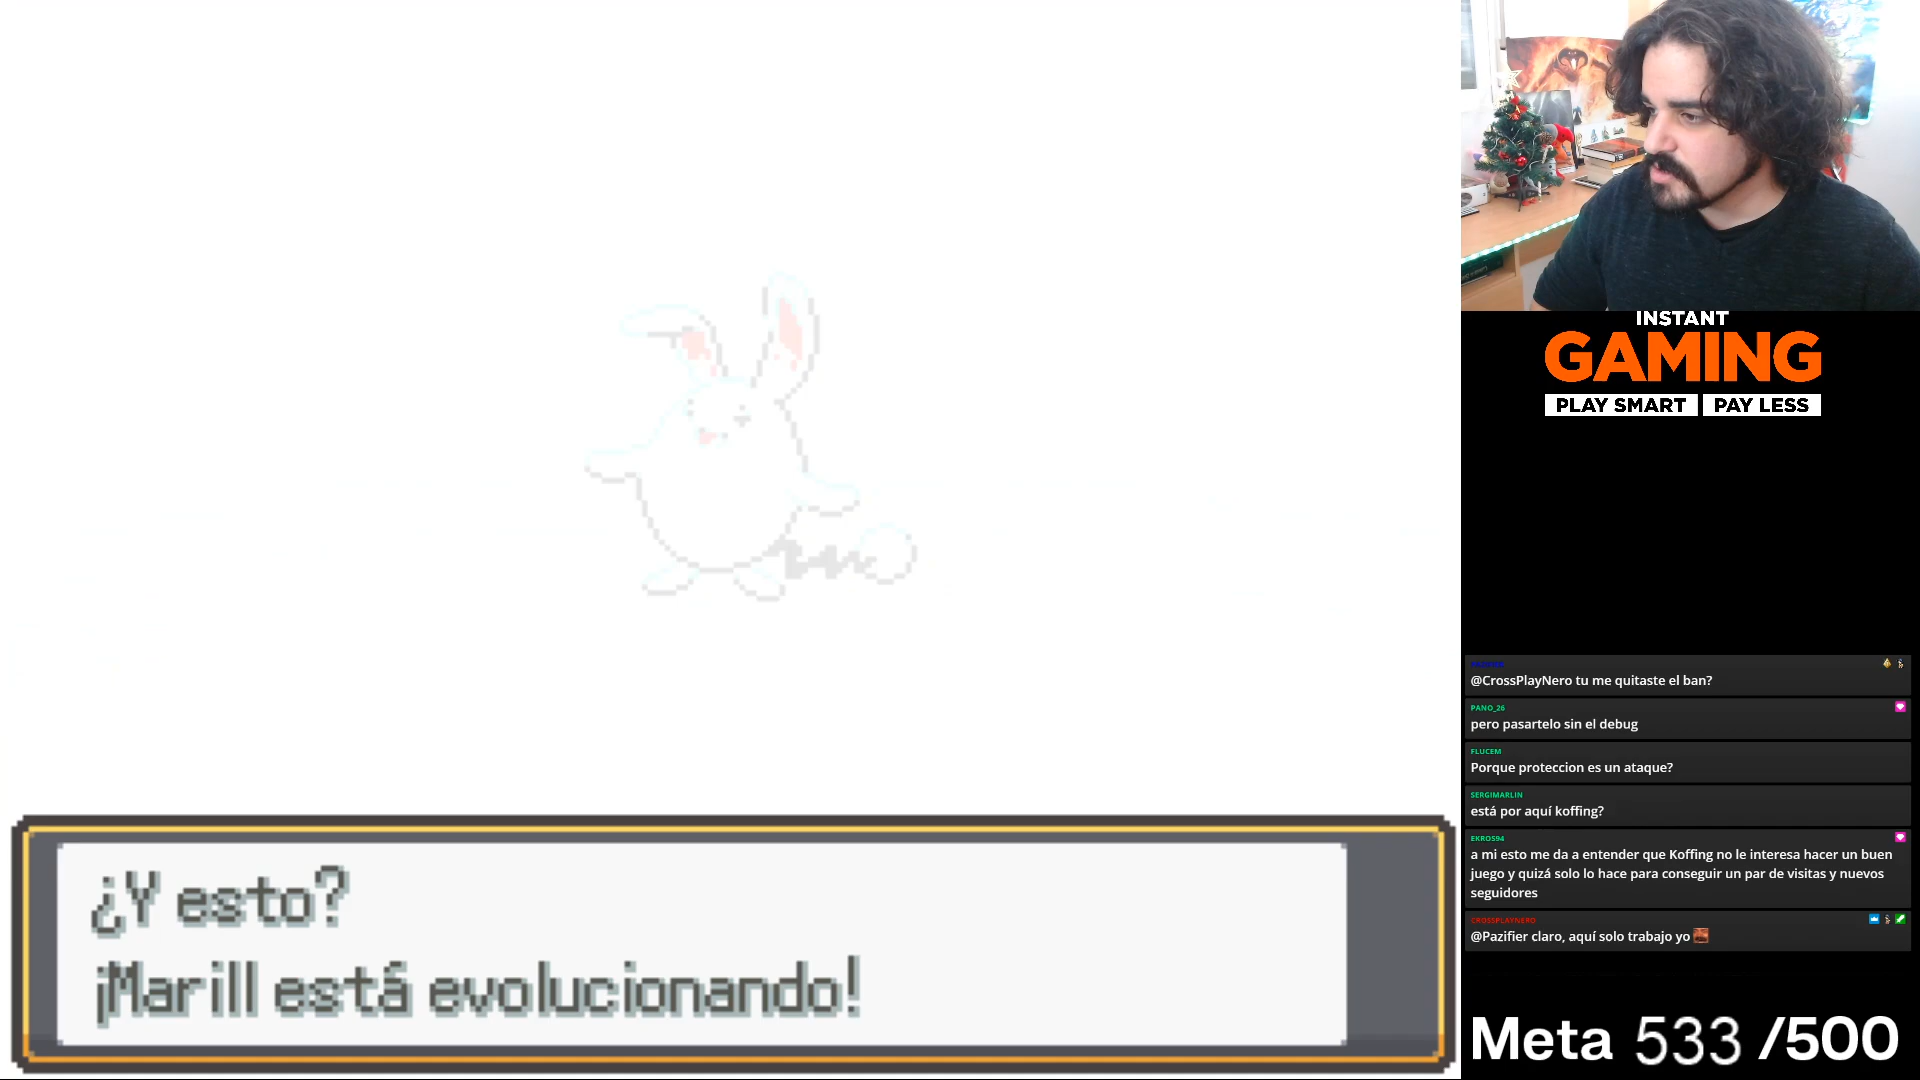 ¿Y esto?
¡Marill está evolucionando!
INSTANT
GAMING
PLAY SMART PAY LESS
@CrossPlayNero tu me quitaste el ban?
PANO_26
pero pasartelo sin el debug
FLUCEM
Porque proteccion es un ataque?
SERGIMARLIN
está por aquí koffing?
EKROS94
a mi esto me da a entender que Koffing no le interesa hacer un buen
juego y quizá solo lo hace para conseguir un par de visitas y nuevos
seguidores
CROSSPLAYNERO
@Pazifier claro, aquí solo trabajo yo
Meta 533 /500